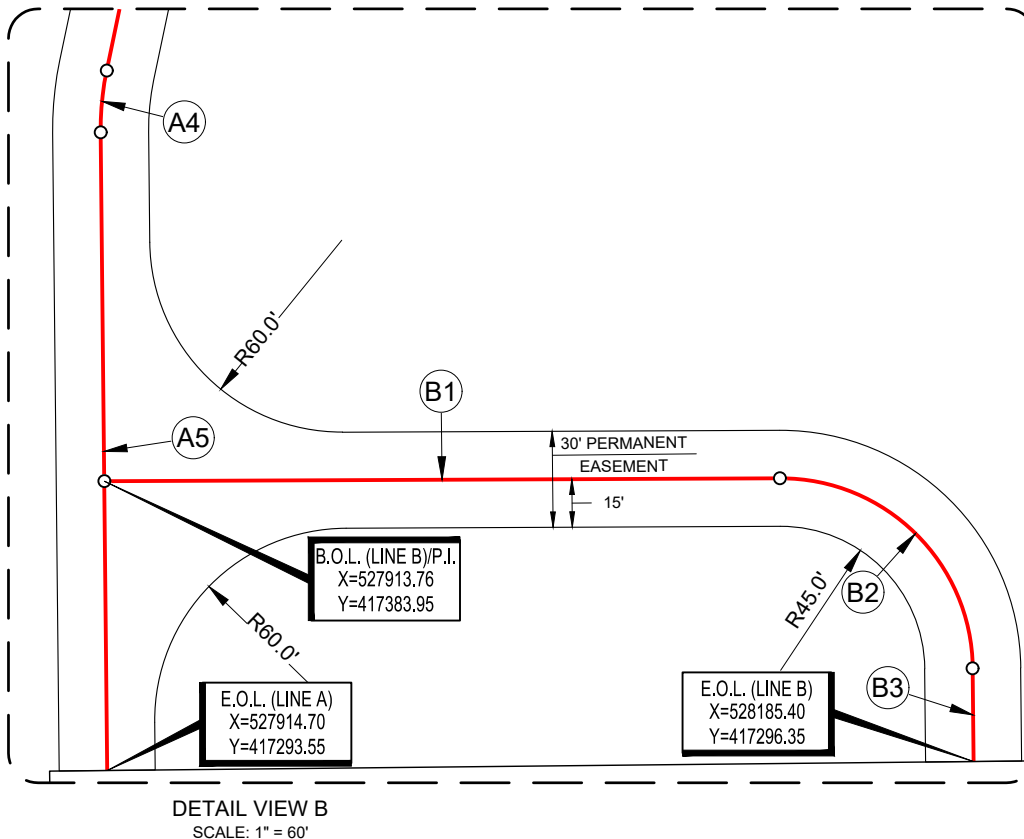 A4
R60.0'
B1
A5
30' PERMANENT
EASEMENT
15'
B.O.L. (LINE B)/P.I.
X=527913.76
Y=417383.95
R60.0'
R45.0'
B2
E.O.L. (LINE A)
X=527914.70
Y=417293.55
E.O.L. (LINE B)
X=528185.40
Y=417296.35
B3
DETAIL VIEW B
SCALE: 1" = 60'